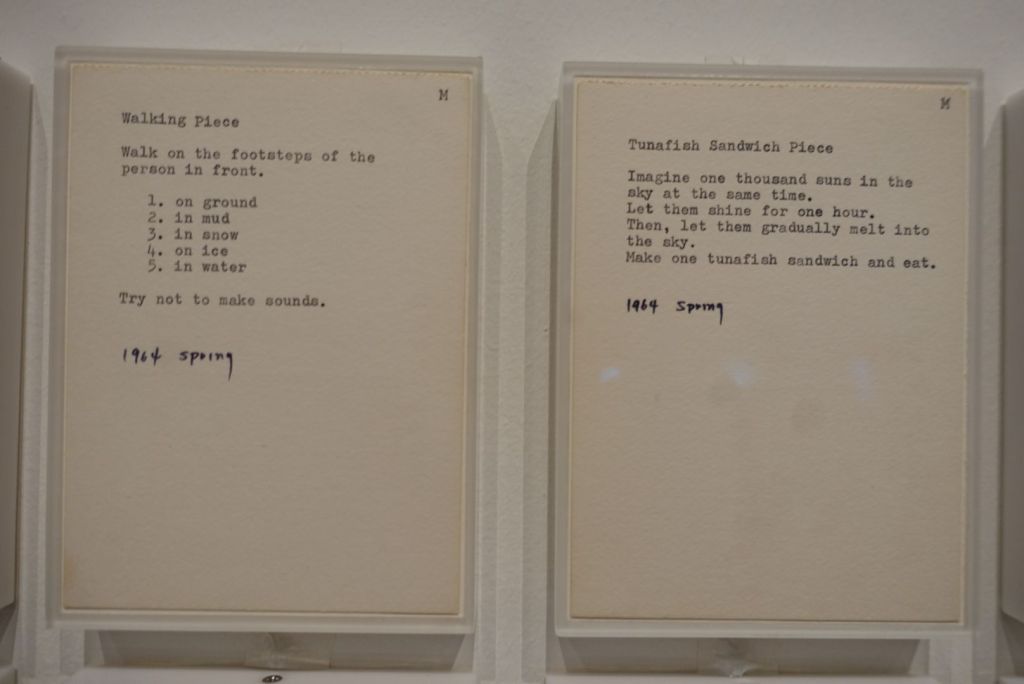 M
Walking Piece
Walk on the footsteps of the
person in front.
1. on ground
2. in mud
3. in snow
4. on ice
5. in water
Try not to make sounds.
1964 spring
M
Tunafish Sandwich Piece
Imagine one thousand suns in the
sky at the same time.
Let them shine for one hour.
Then, let them gradually melt into
the sky.
Make one tunafish sandwich and eat.
1964 spring